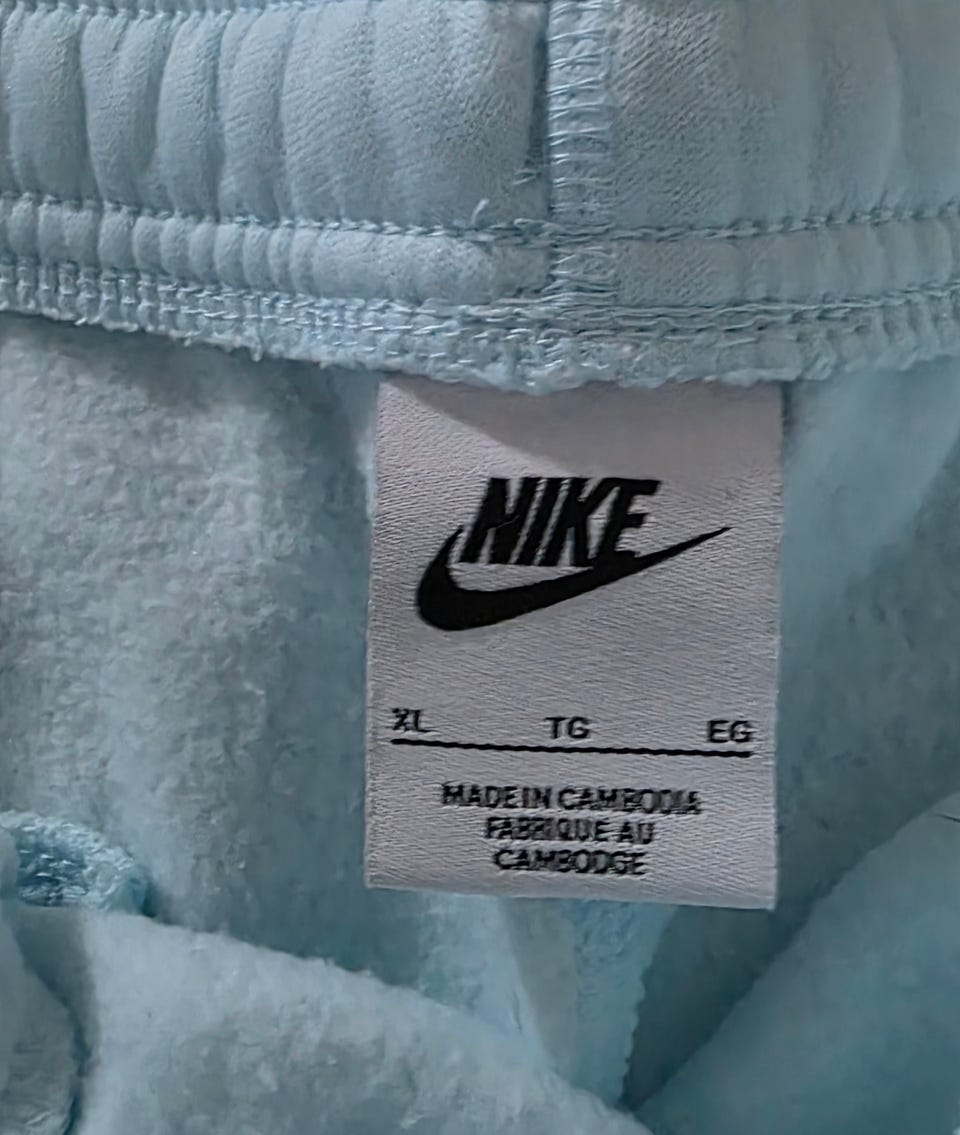 NIKE
XL TG EG
MADE IN CAMBODIA
FABRIQUE AU
CAMBODGE